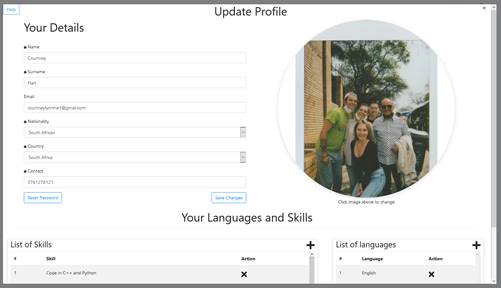 Help
Update Profile
Your Details
Name
Courtney
Surname
Hart
Email
courtneylynnhart@gmail.com
Nationality
South African
Country
South Africa
Contact
0761278121
Reset Password
Save Changes
Click image above to change
Your Languages and Skills
List of Skills
# Skill Action
1 Code in C++ and Python
List of languages
# Language Action
1 English